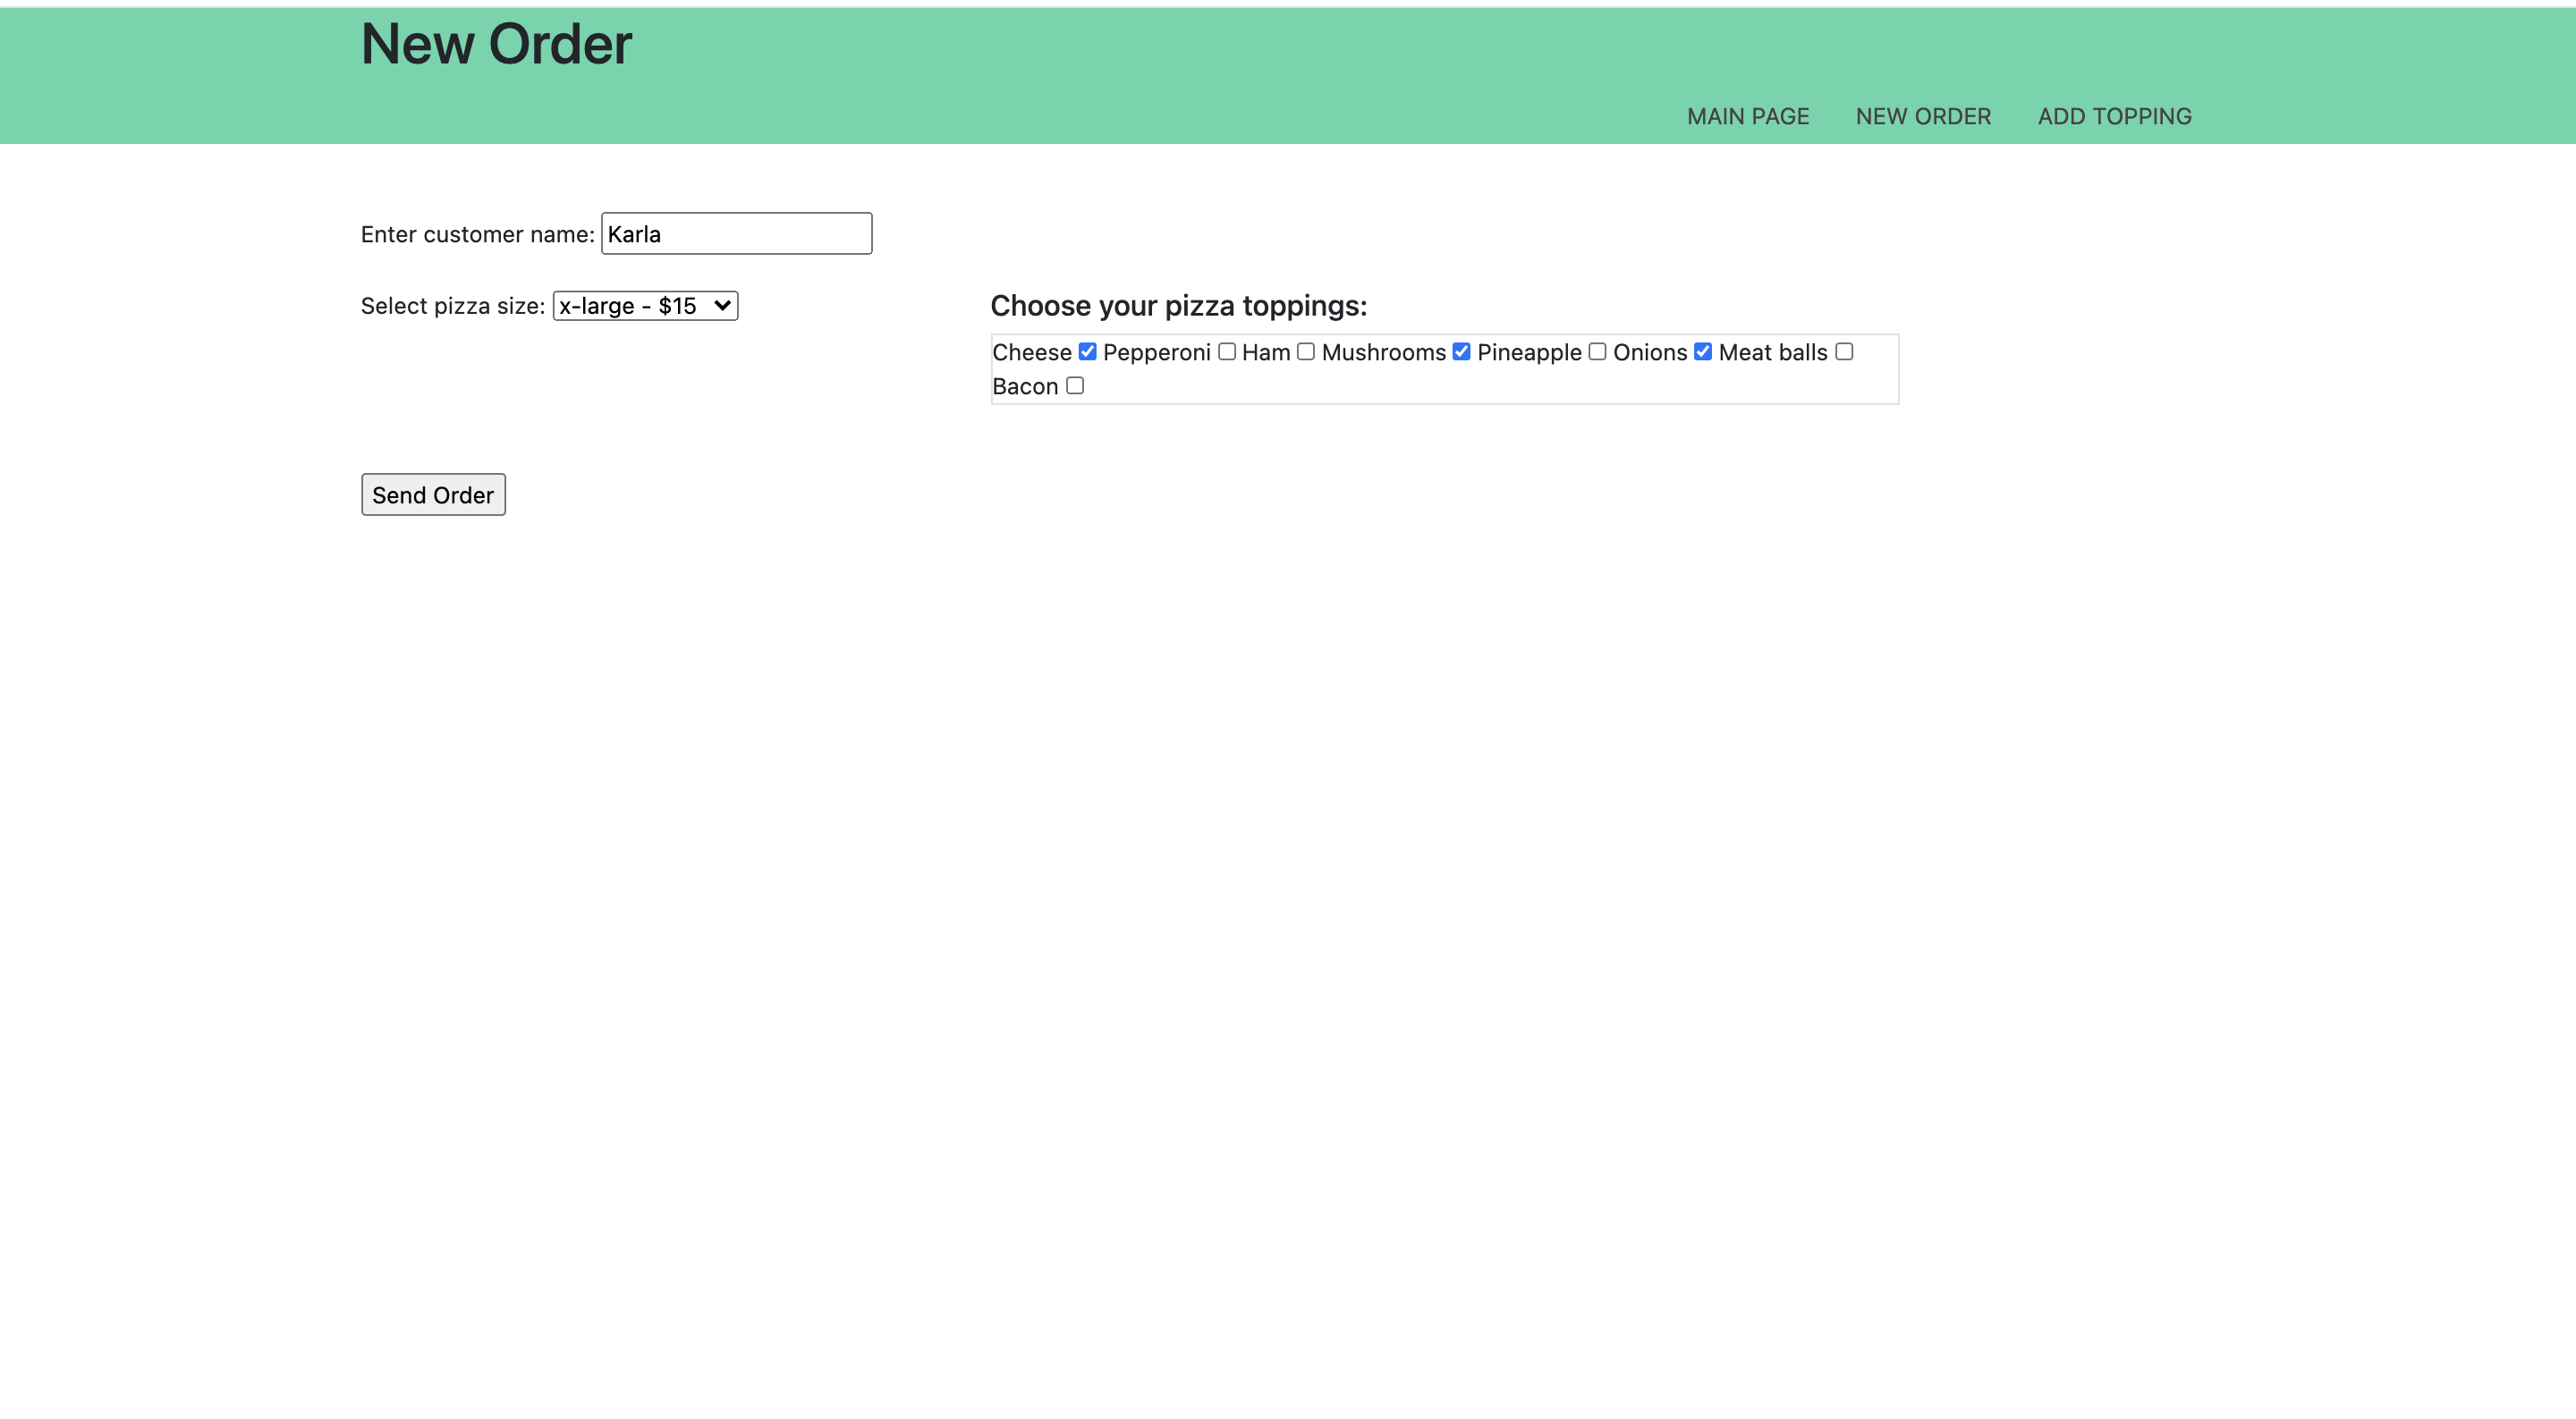 New Order
MAIN PAGE NEW ORDER ADD TOPPING
Enter customer name: Karla
Select pizza size: x-large - $15
Choose your pizza toppings:
Cheese Pepperoni Ham Mushrooms Pineapple Onions Meat balls
Bacon
Send Order